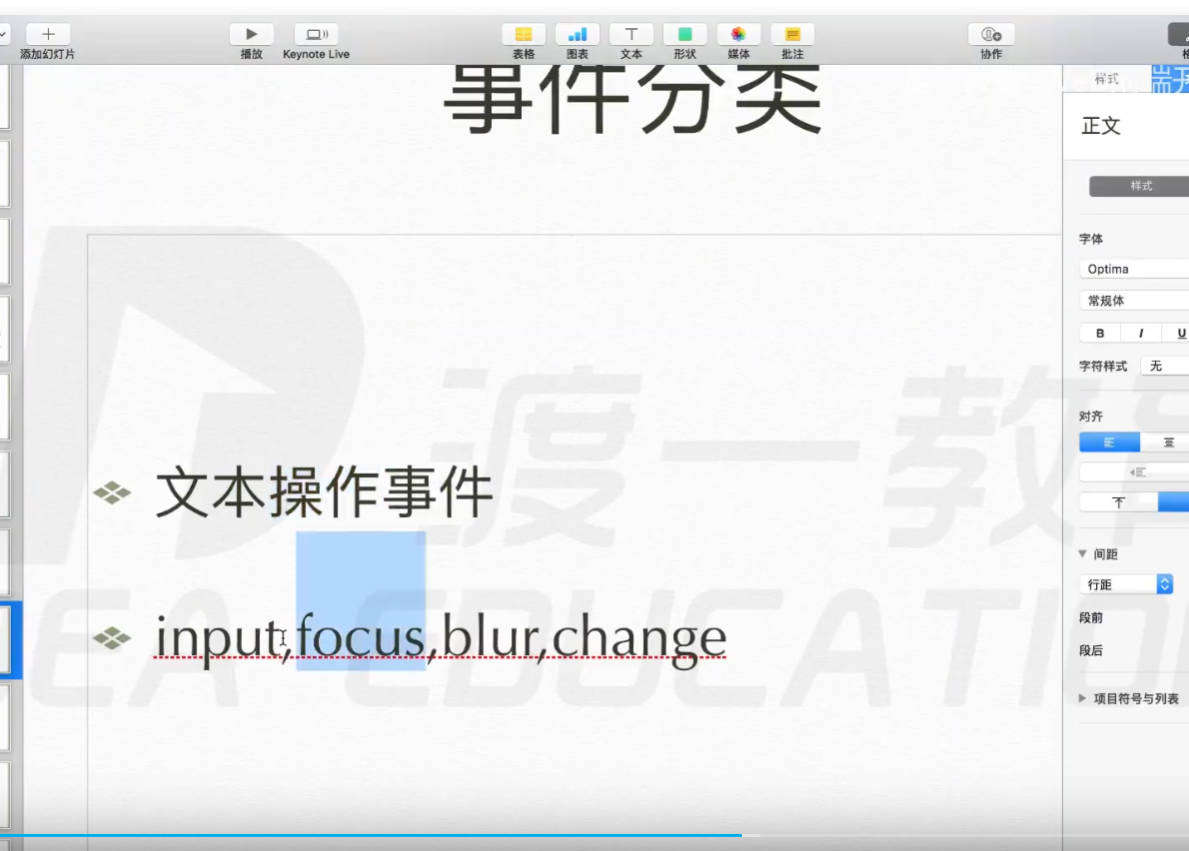 添加幻灯片
播放
Keynote Live
表格
图表
文本
形状
媒体
批注
协作
事件分类
样式
正文
样式
字体
Optima
常规体
B I U
字符样式 无
对齐
渡一教育
文本操作事件
间距
行距
input,focus,blur,change
段前
段后
EDUCATION
项目符号与列表